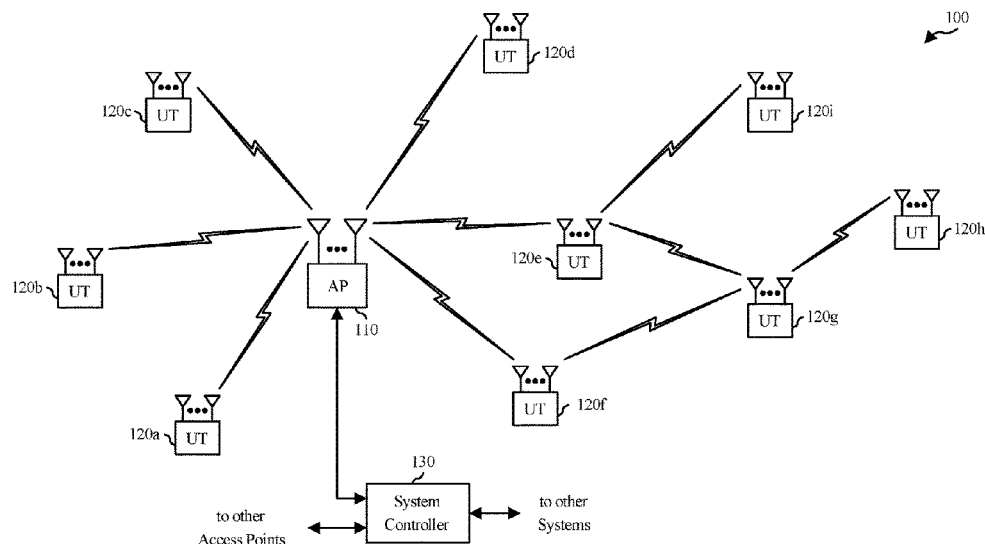 100
UT
120d
120c
UT
UT
120i
UT
120h
120b
UT
AP
110
120e
UT
UT
120g
UT
120f
120a
UT
130
System
Controller
to other
Access Points
to other
Systems